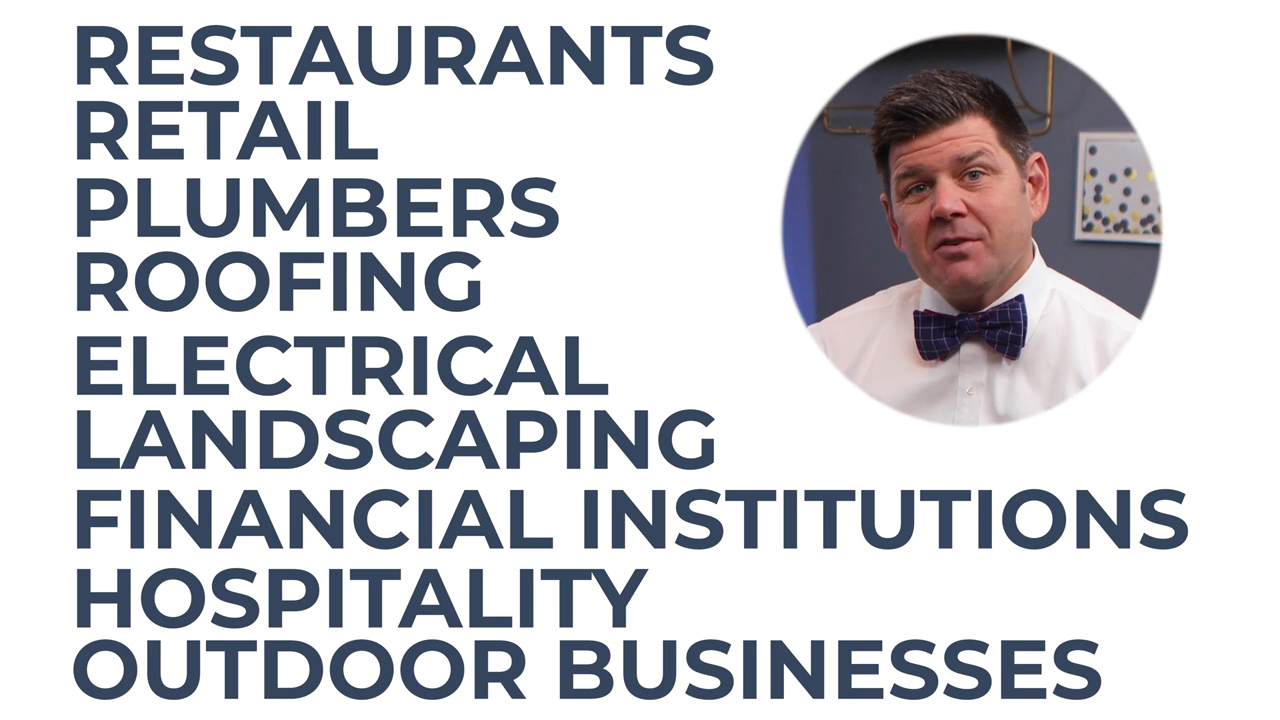 RESTAURANTS
RETAIL
PLUMBERS
ROOFING
ELECTRICAL
LANDSCAPING
FINANCIAL INSTITUTIONS
HOSPITALITY
OUTDOOR BUSINESSES